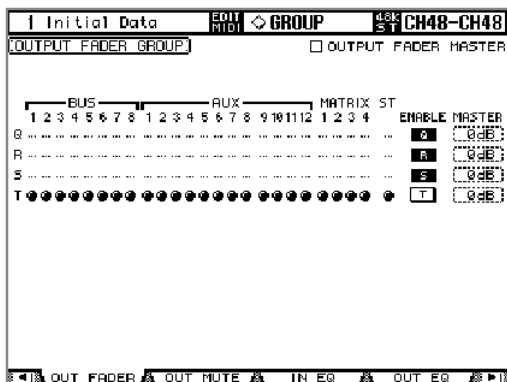 1 Initial Data EDIT MIDI GROUP 48K ST CH48-CH48
OUTPUT FADER GROUP OUTPUT FADER MASTER
BUS AUX MATRIX ST
1 2 3 4 5 6 7 8 1 2 3 4 5 6 7 8 9 10 11 12 1 2 3 4 ENABLE MASTER
Q Q 0dB
R R 0dB
S S 0dB
T T 0dB
OUT FADER OUT MUTE IN EQ OUT EQ